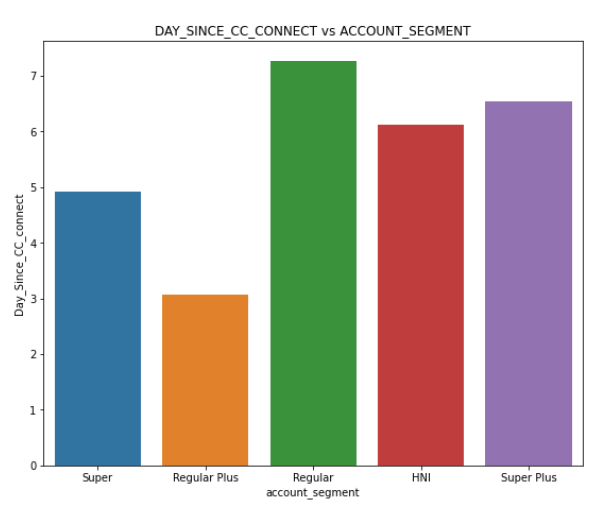 DAY_SINCE_CC_CONNECT vs ACCOUNT_SEGMENT
7
6
5
4
3
2
1
0
Day_Since_CC_connect
Super Regular Plus Regular HNI Super Plus
account_segment